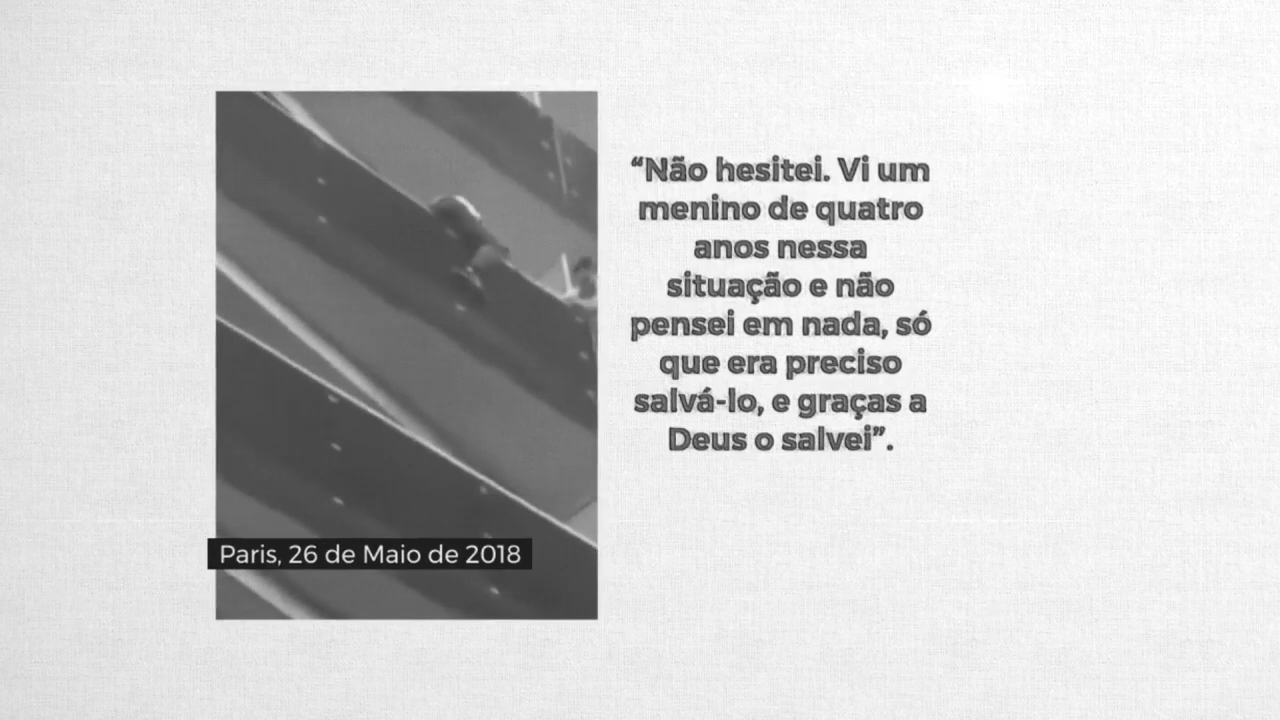 “Não hesitei. Vi um
menino de quatro
anos nessa
situação e não
pensei em nada, só
que era preciso
salvá-lo, e graças a
Deus o salvei”.
Paris, 26 de Maio de 2018